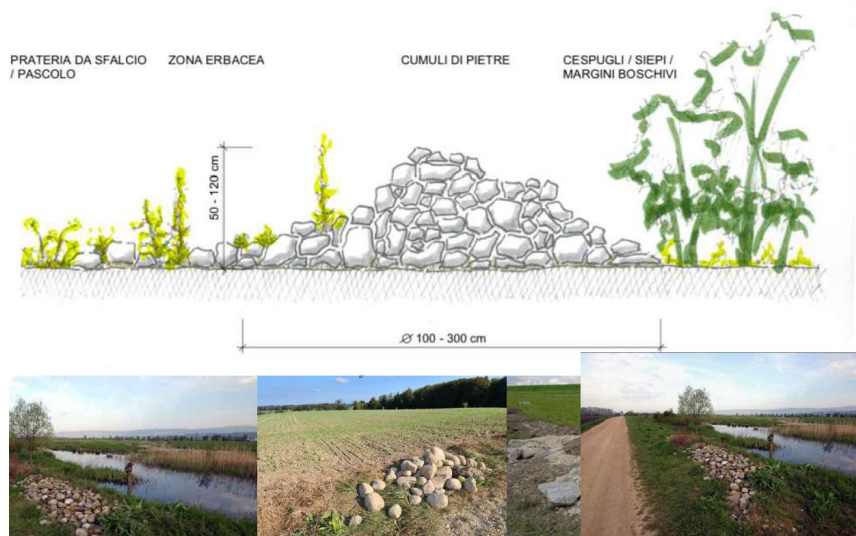 PRATERIA DA SFALCIO
/ PASCOLO
ZONA ERBACEA
CUMULI DI PIETRE
CESPUGLI / SIEPI /
MARGINI BOSCHIVI
50 - 120 cm
Ø 100 - 300 cm